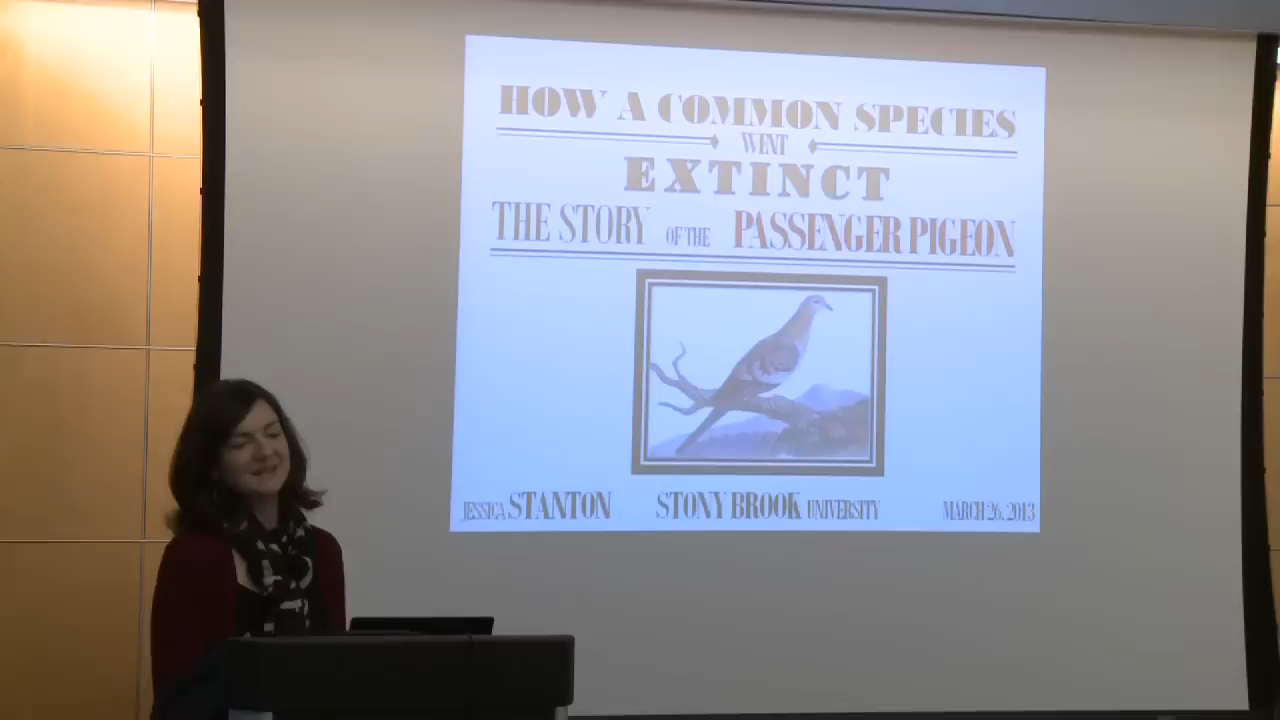 HOW A COMMON SPECIES
WENT
EXTINCT
THE STORY OF THE PASSENGER PIGEON
JESSICA STANTON STONY BROOK UNIVERSITY MARCH 26, 2013